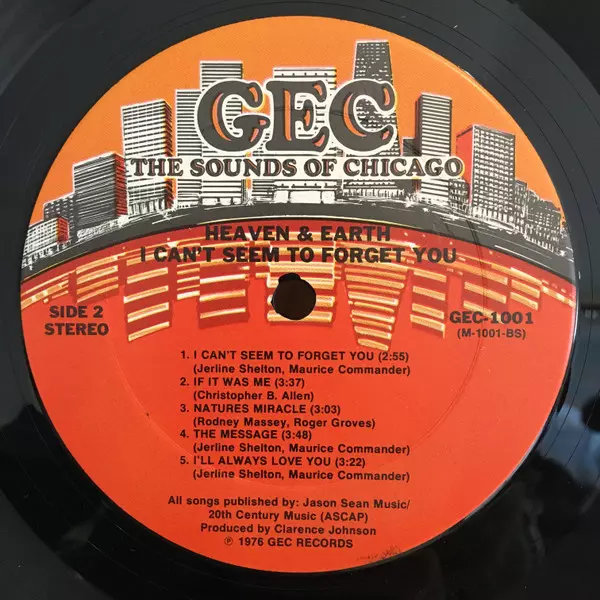 GEC
THE SOUNDS OF CHICAGO
HEAVEN & EARTH
I CAN'T SEEM TO FORGET YOU
SIDE 2
STEREO
GEC-1001
(M-1001-BS)
1. I CAN'T SEEM TO FORGET YOU (2:55)
(Jerline Shelton, Maurice Commander)
2. IF IT WAS ME (3:37)
(Christopher B. Allen)
3. NATURES MIRACLE (3:03)
(Rodney Massey, Roger Groves)
4. THE MESSAGE (3:48)
(Jerline Shelton, Maurice Commander)
5. I'LL ALWAYS LOVE YOU (3:22)
(Jerline Shelton, Maurice Commander)
All songs published by: Jason Sean Music/
20th Century Music (ASCAP)
Produced by Clarence Johnson
℗ 1976 GEC RECORDS